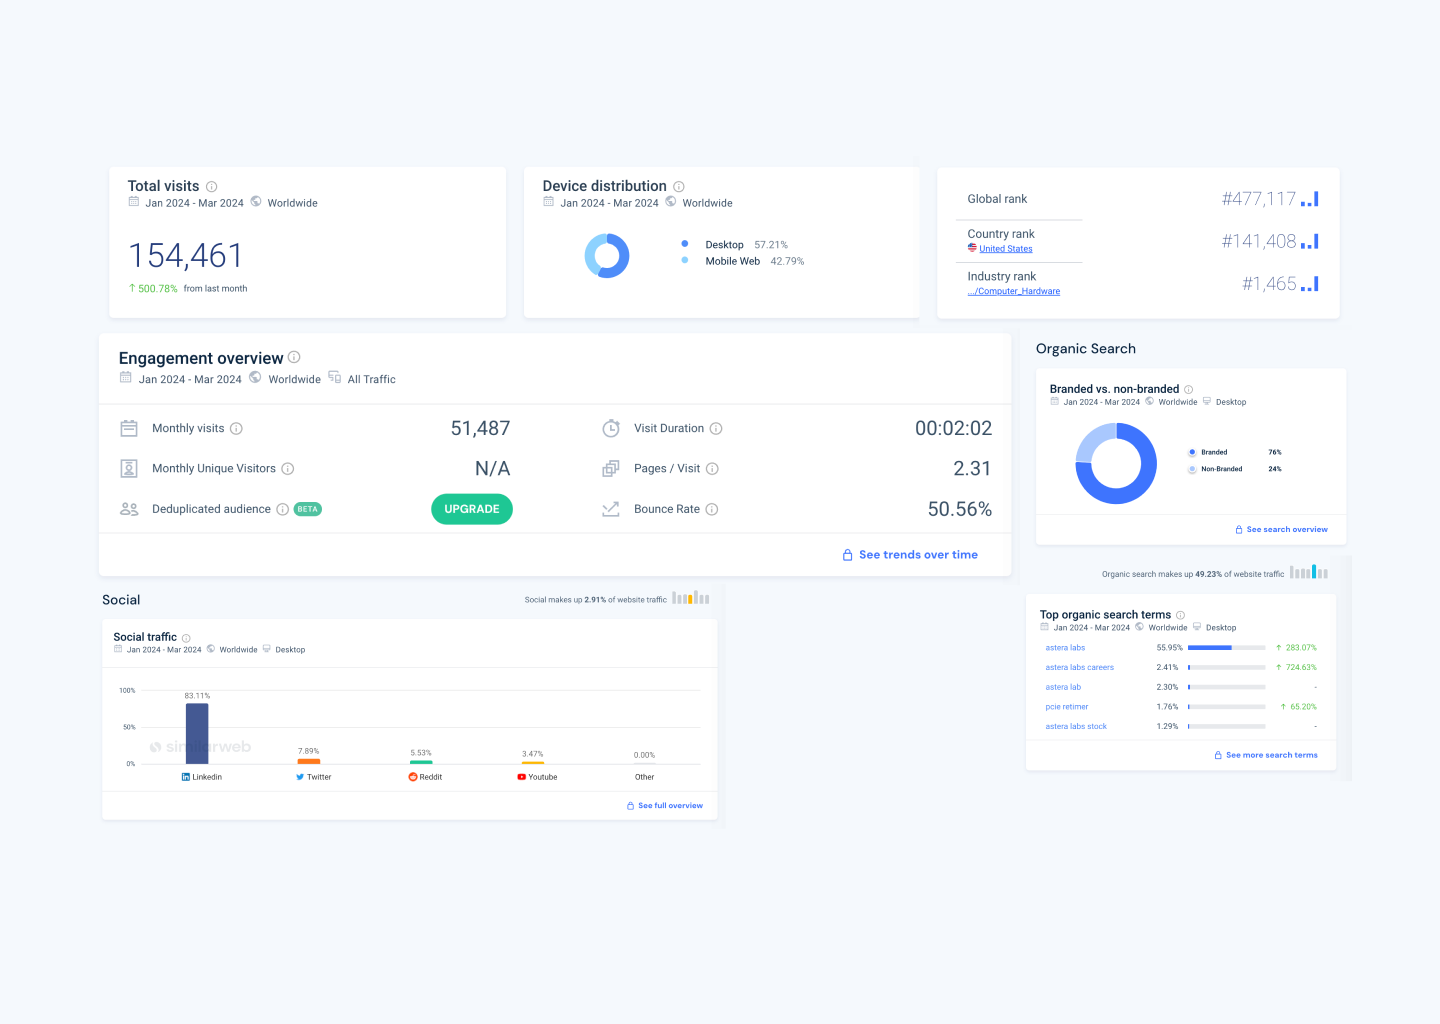 Total visits
Jan 2024 - Mar 2024 Worldwide
154,461
↑ 500.78% from last month
Device distribution
Jan 2024 - Mar 2024 Worldwide
Desktop 57.21%
Mobile Web 42.79%
Global rank #477,117
Country rank #141,408
United States
Industry rank #1,465
.../Computer_Hardware
Engagement overview
Jan 2024 - Mar 2024 Worldwide All Traffic
Monthly visits 51,487
Monthly Unique Visitors N/A
Deduplicated audience BETA UPGRADE
Visit Duration 00:02:02
Pages / Visit 2.31
Bounce Rate 50.56%
See trends over time
Organic Search
Branded vs. non-branded
Jan 2024 - Mar 2024 Worldwide Desktop
Branded 76%
Non-Branded 24%
See search overview
Organic search makes up 49.23% of website traffic
Top organic search terms
Jan 2024 - Mar 2024 Worldwide Desktop
astera labs 55.95% ↑ 283.07%
astera labs careers 2.41% ↑ 724.63%
astera lab 2.30% -
pcie retimer 1.76% ↑ 65.20%
astera labs stock 1.29% -
See more search terms
Social
Social makes up 2.91% of website traffic
Social traffic
Jan 2024 - Mar 2024 Worldwide Desktop
100%
50%
0%
83.11% 7.89% 5.53% 3.47% 0.00%
similarweb
Linkedin Twitter Reddit Youtube Other
See full overview